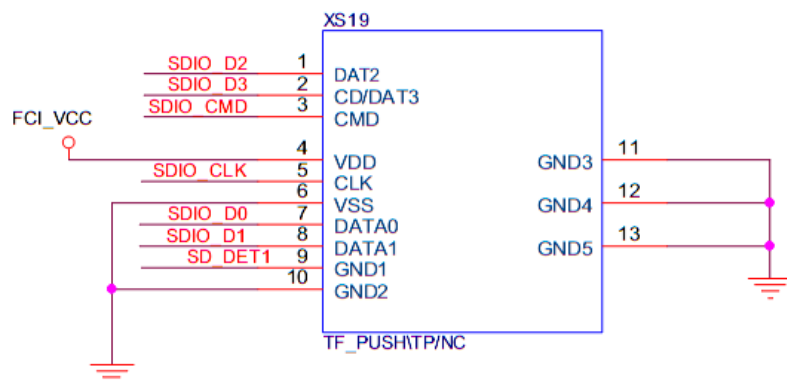 XS19
SDIO_D2 1 DAT2
SDIO_D3 2 CD/DAT3
SDIO_CMD 3 CMD
FCI_VCC
4 VDD GND3 11
SDIO_CLK 5 CLK
6 VSS GND4 12
SDIO_D0 7 DATA0
SDIO_D1 8 DATA1 GND5 13
SD_DET1 9 GND1
10 GND2
TF_PUSH\TP/NC